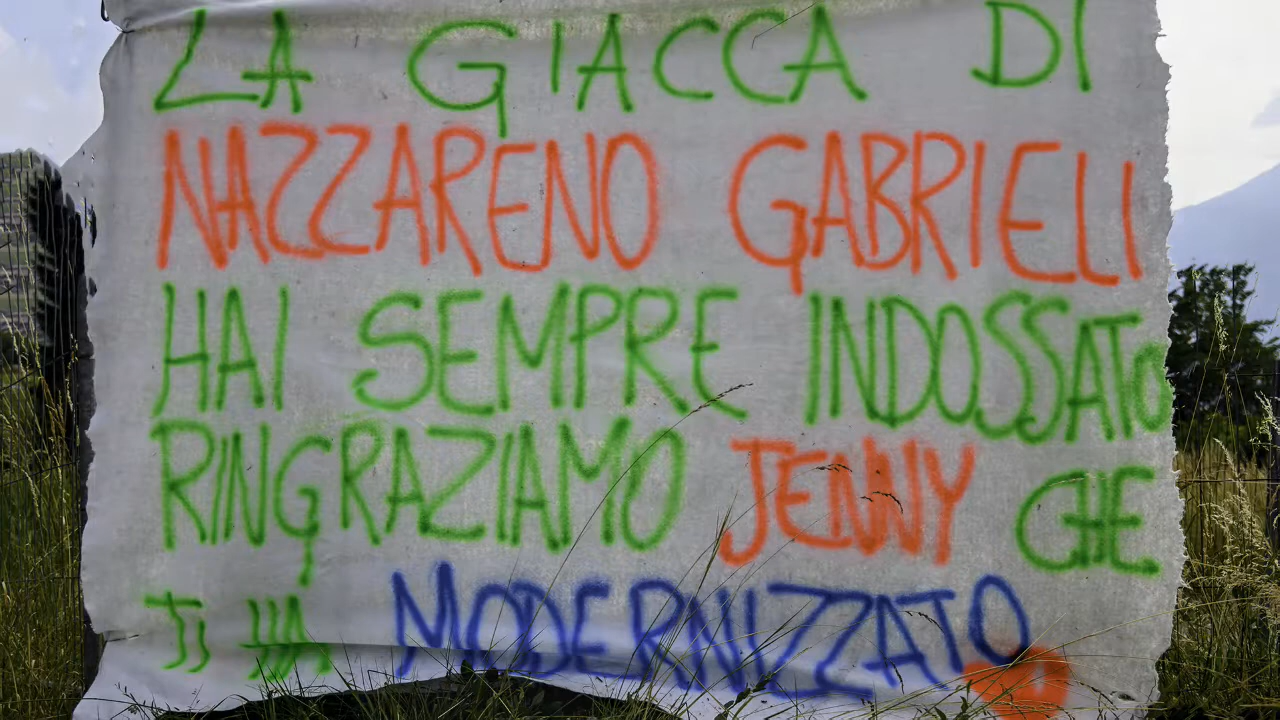 LA GIACCA DI
NAZZARENO GABRIELI
HAI SEMPRE INDOSSATO
RINGRAZIAMO JENNY CHE
TI HA MODERNIZZATO